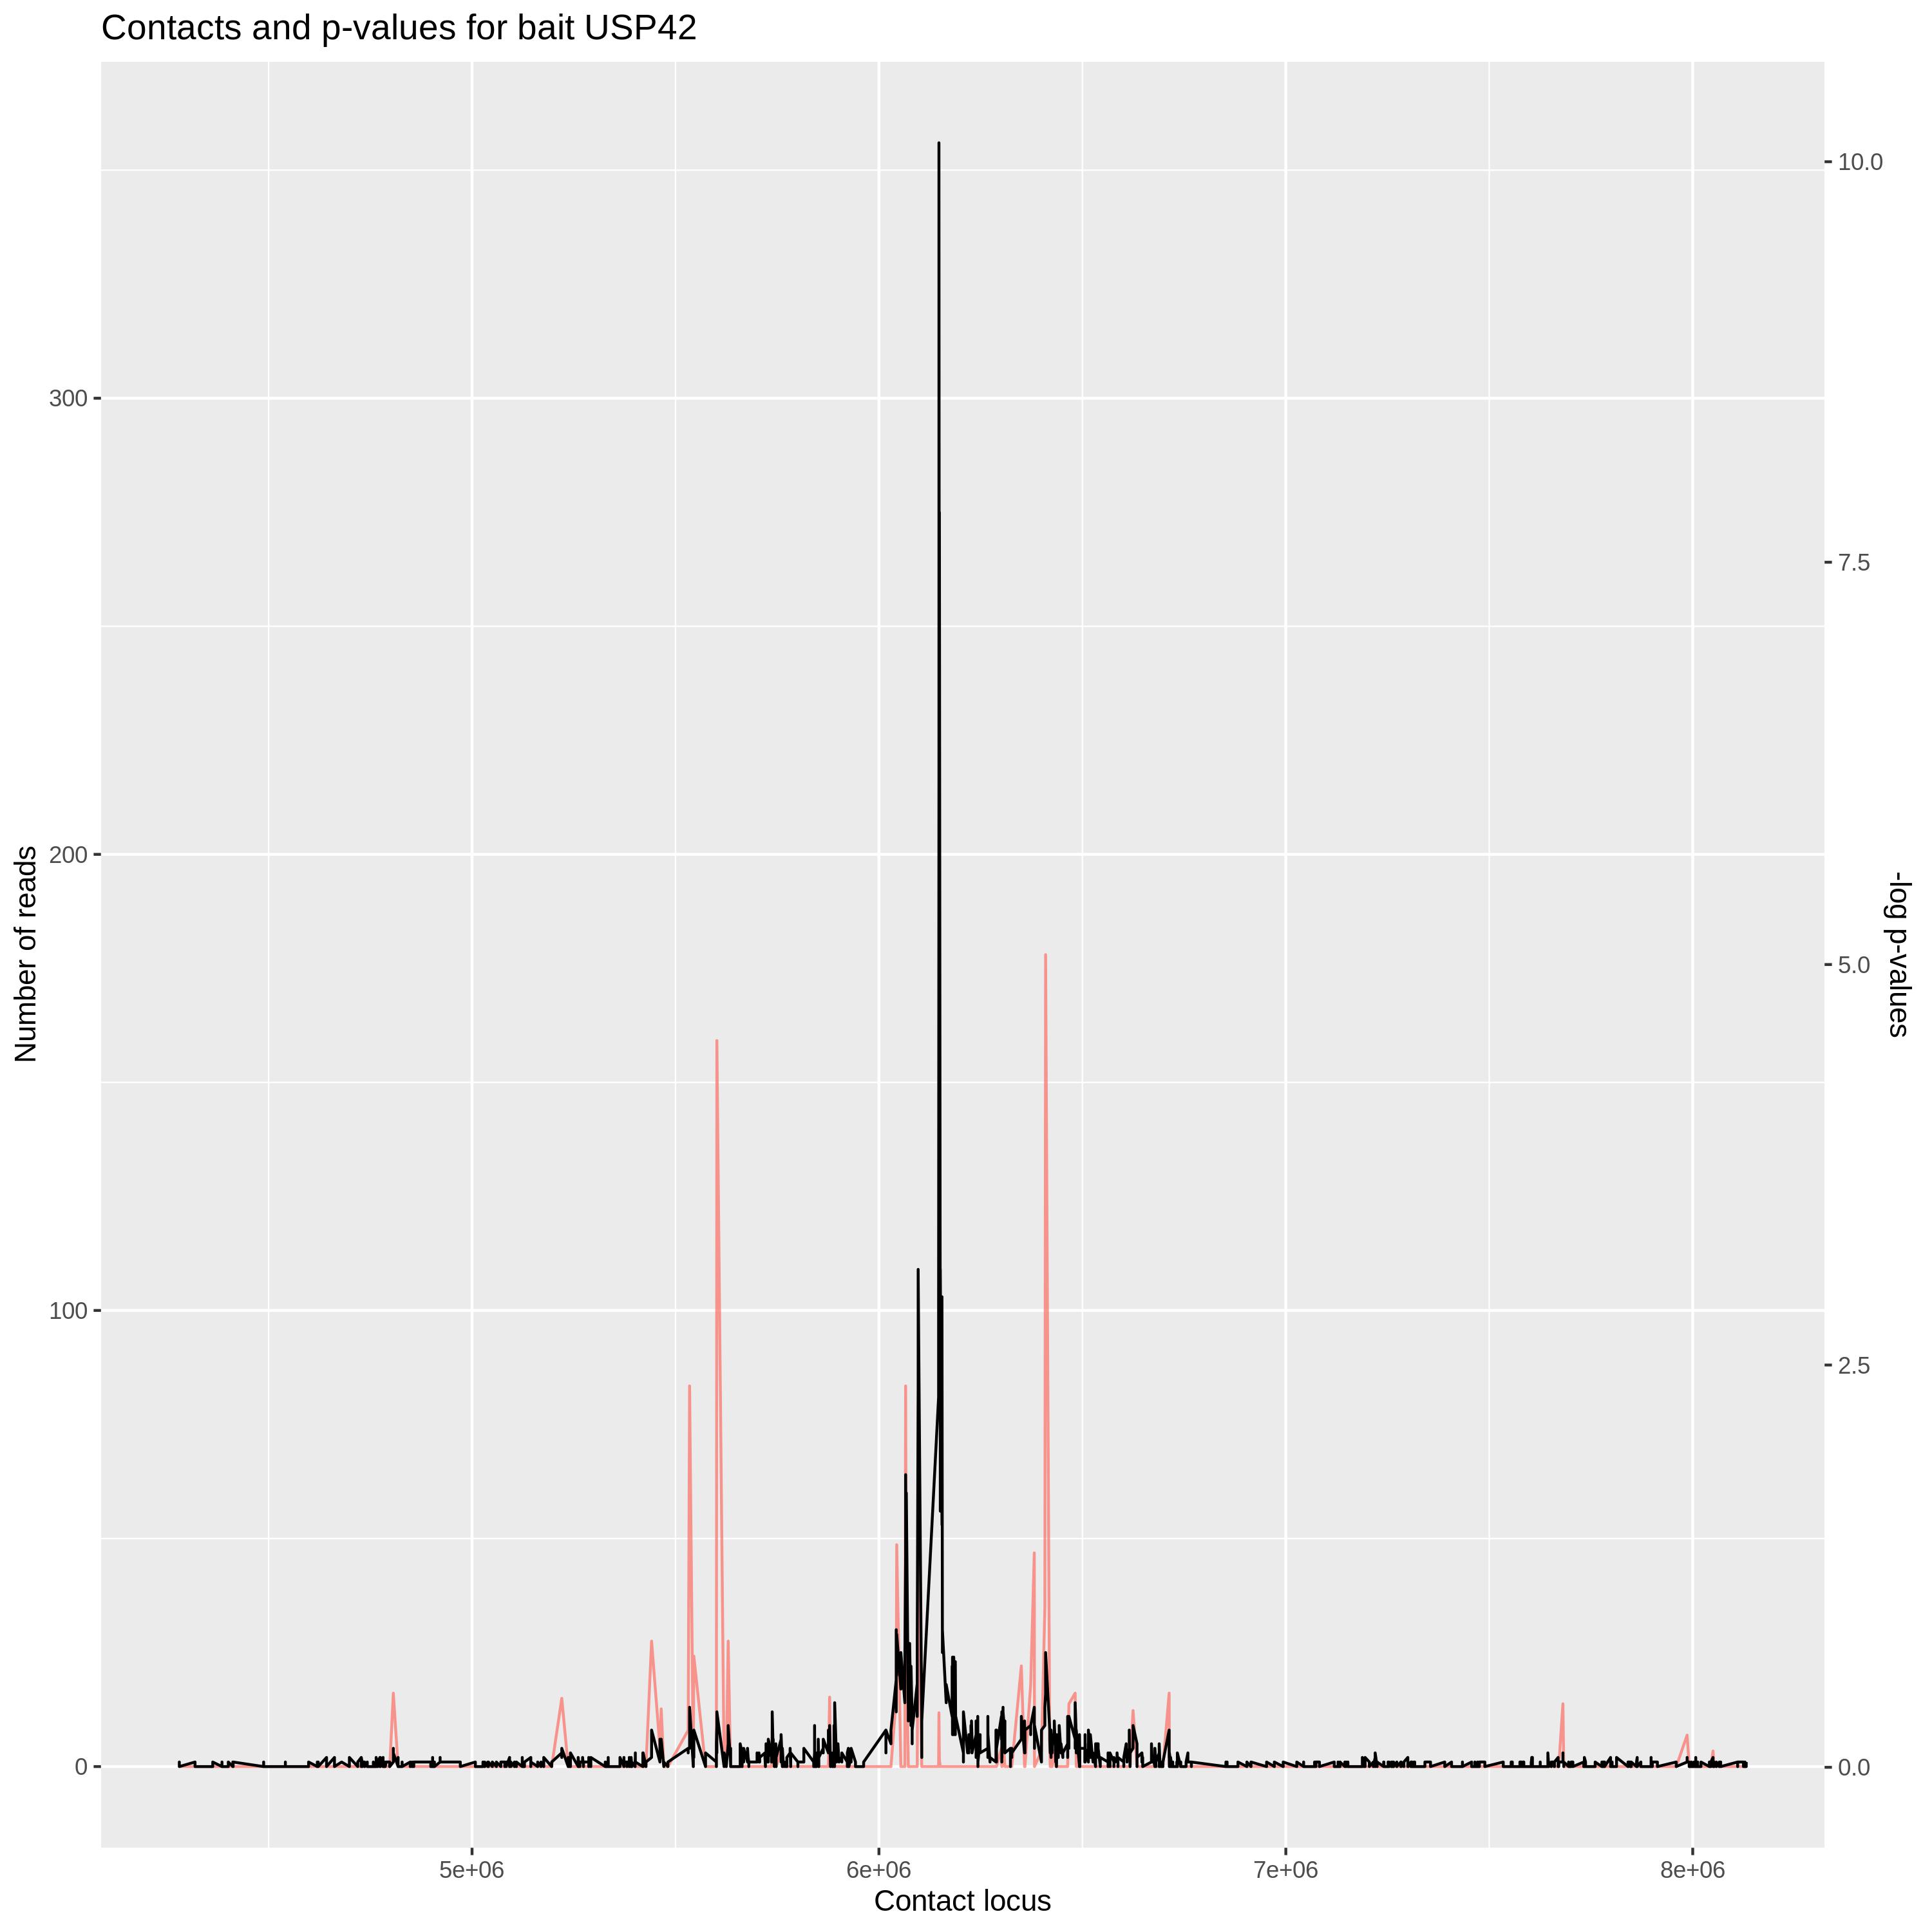 Contacts and p-values for bait USP42
10.0
300
7.5
200
5.0
100
2.5
0
0.0
Number of reads
-log p-values
5e+06 6e+06 7e+06 8e+06
Contact locus